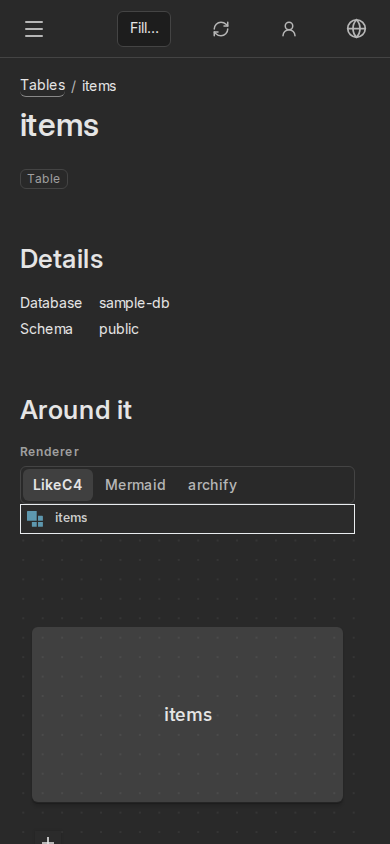 Fill...
Tables / items
items
Table
Details
Database sample-db
Schema public
Around it
Renderer
LikeC4 Mermaid archify
items
items